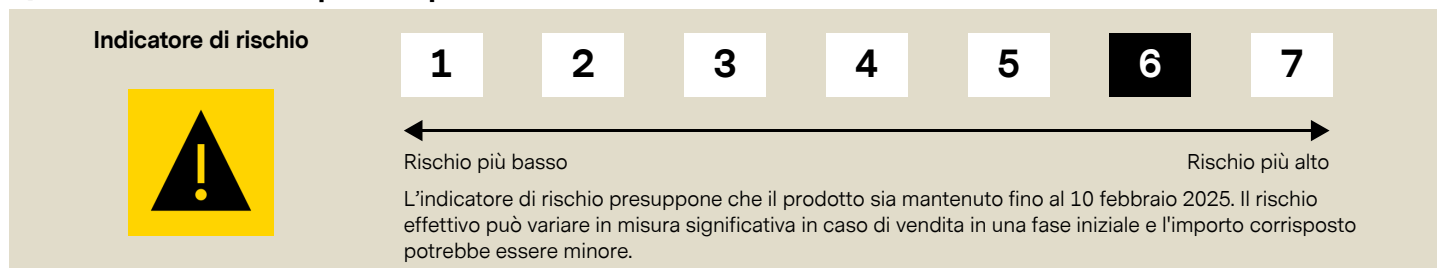 Indicatore di rischio
1 2 3 4 5 6 7
Rischio più basso Rischio più alto
L'indicatore di rischio presuppone che il prodotto sia mantenuto fino al 10 febbraio 2025. Il rischio
effettivo può variare in misura significativa in caso di vendita in una fase iniziale e l'importo corrisposto
potrebbe essere minore.